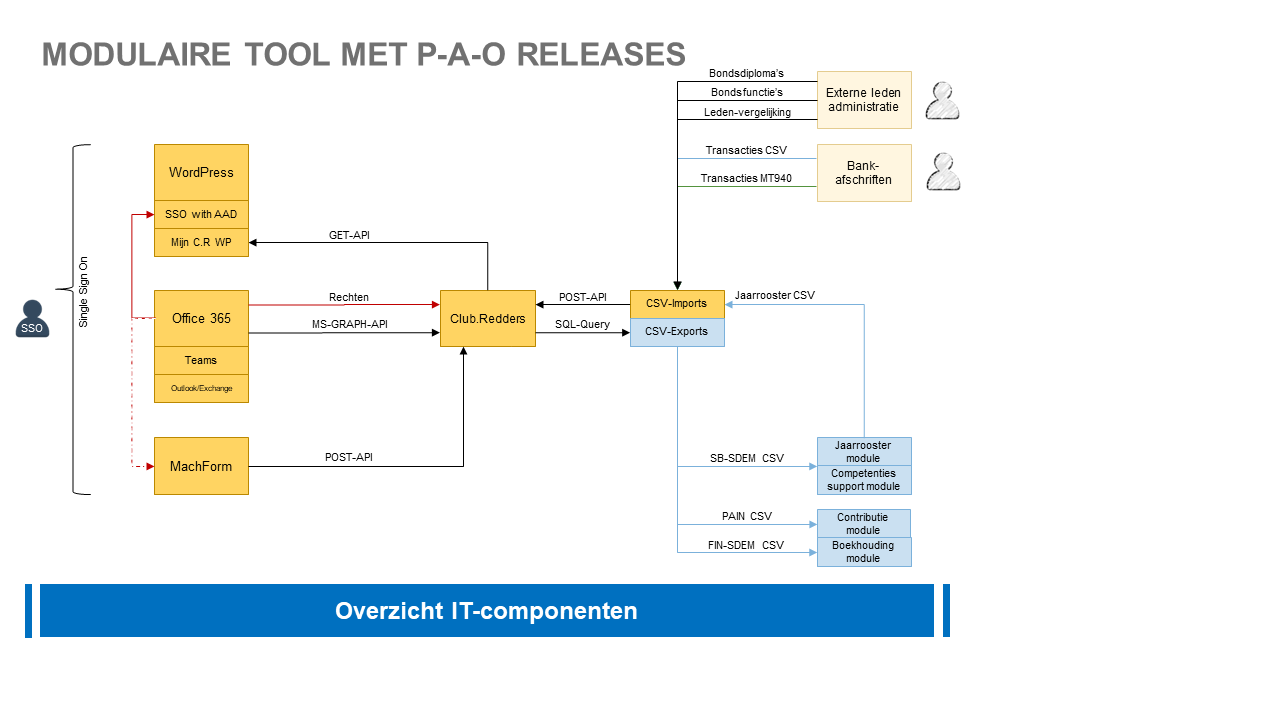 MODULAIRE TOOL MET P-A-O RELEASES
Bondsdiploma's
Bondsfunctie's
Leden-vergelijking
Externe leden
administratie
Transacties CSV
Transacties MT940
Bank-
afschriften
WordPress
SSO with AAD
Mijn C.R WP
GET-API
Single Sign On
SSO
Office 365
Teams
Outlook/Exchange
Rechten
MS-GRAPH-API
Club.Redders
POST-API
SQL-Query
CSV-Imports
CSV-Exports
Jaarrooster CSV
MachForm
POST-API
SB-SDEM CSV
Jaarrooster
module
Competenties
support module
PAIN CSV
Contributie
module
FIN-SDEM CSV
Boekhouding
module
Overzicht IT-componenten